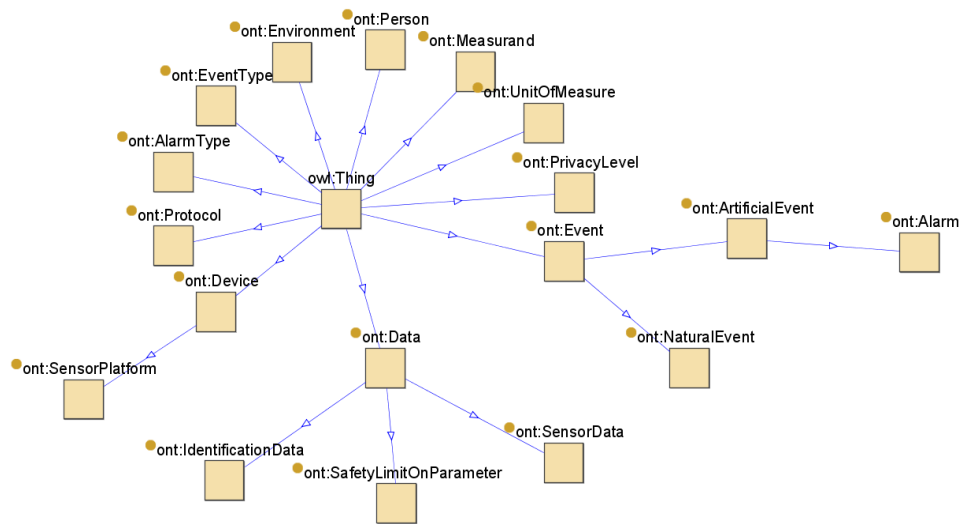 ont:Person
ont:Environment
ont:Measurand
ont:EventType
ont:UnitOfMeasure
ont:AlarmType
ont:PrivacyLevel
owl:Thing
ont:ArtificialEvent
ont:Protocol
ont:Event
ont:Alarm
ont:Device
ont:Data
ont:NaturalEvent
ont:SensorPlatform
ont:SensorData
ont:IdentificationData
ont:SafetyLimitOnParameter